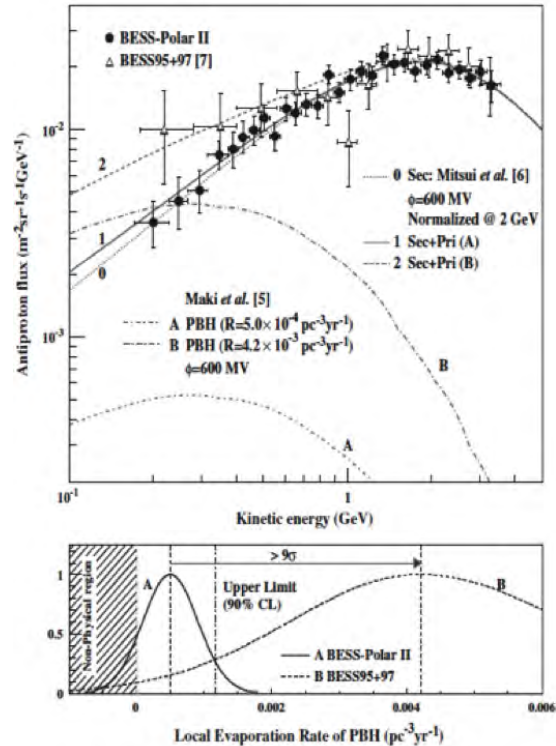 BESS-Polar II
BESS95+97 [7]
10⁻²
2
1
0
0 Sec: Mitsui et al. [6]
ϕ=600 MV
Normalized @ 2 GeV
1 Sec+Pri (A)
2 Sec+Pri (B)
Antiproton flux (m⁻²sr⁻¹s⁻¹GeV⁻¹)
Maki et al. [5]
A PBH (R=5.0×10⁻⁴ pc⁻³yr⁻¹)
B PBH (R=4.2×10⁻³ pc⁻³yr⁻¹)
ϕ=600 MV
10⁻³
B
A
10⁻¹ 1
Kinetic energy (GeV)
> 9σ
Non-Physical region
1
A
Upper Limit
(90% CL)
B
0.5
A BESS-Polar II
B BESS95+97
0
0 0.002 0.004 0.006
Local Evaporation Rate of PBH (pc⁻³yr⁻¹)